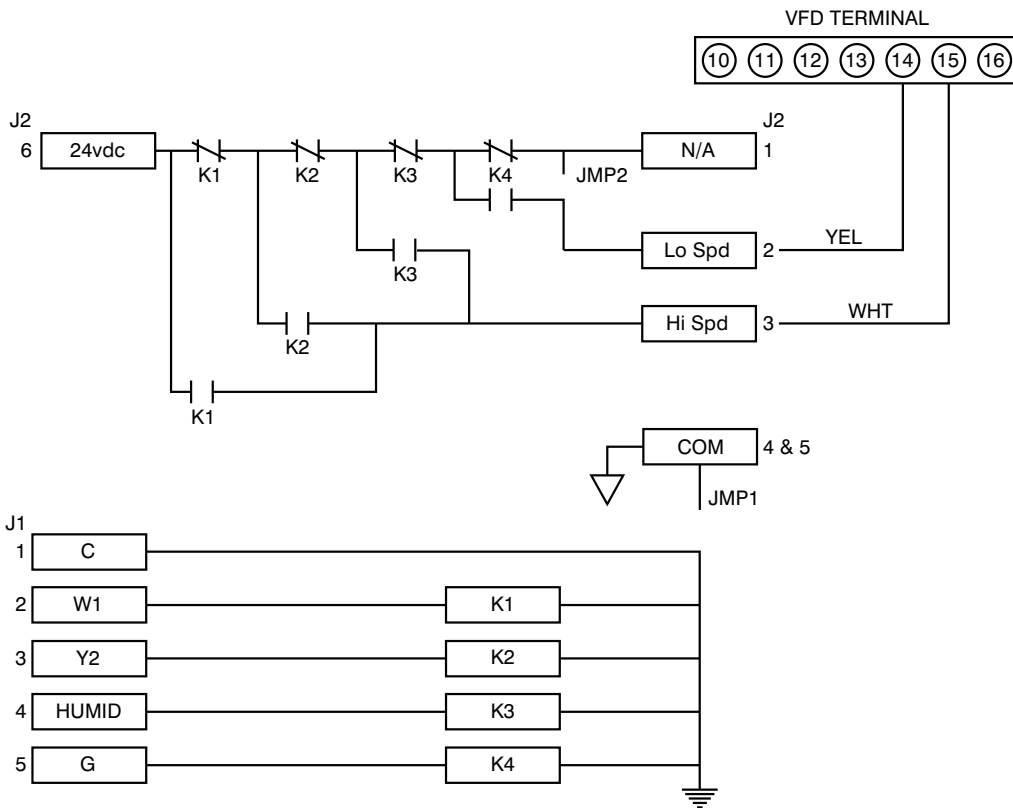 VFD TERMINAL
10 11 12 13 14 15 16
J2 J2
6 24vdc N/A 1
K1 K2 K3 K4 JMP2
Lo Spd 2 YEL
K3
Hi Spd 3 WHT
K2
K1
COM 4 & 5
JMP1
J1
1 C
2 W1 K1
3 Y2 K2
4 HUMID K3
5 G K4